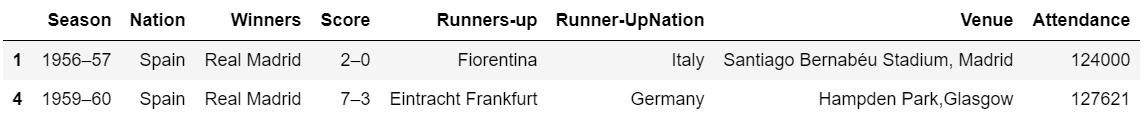 Season Nation Winners Score Runners-up Runner-UpNation Venue Attendance
1 1956–57 Spain Real Madrid 2–0 Fiorentina Italy Santiago Bernabéu Stadium, Madrid 124000
4 1959–60 Spain Real Madrid 7–3 Eintracht Frankfurt Germany Hampden Park,Glasgow 127621